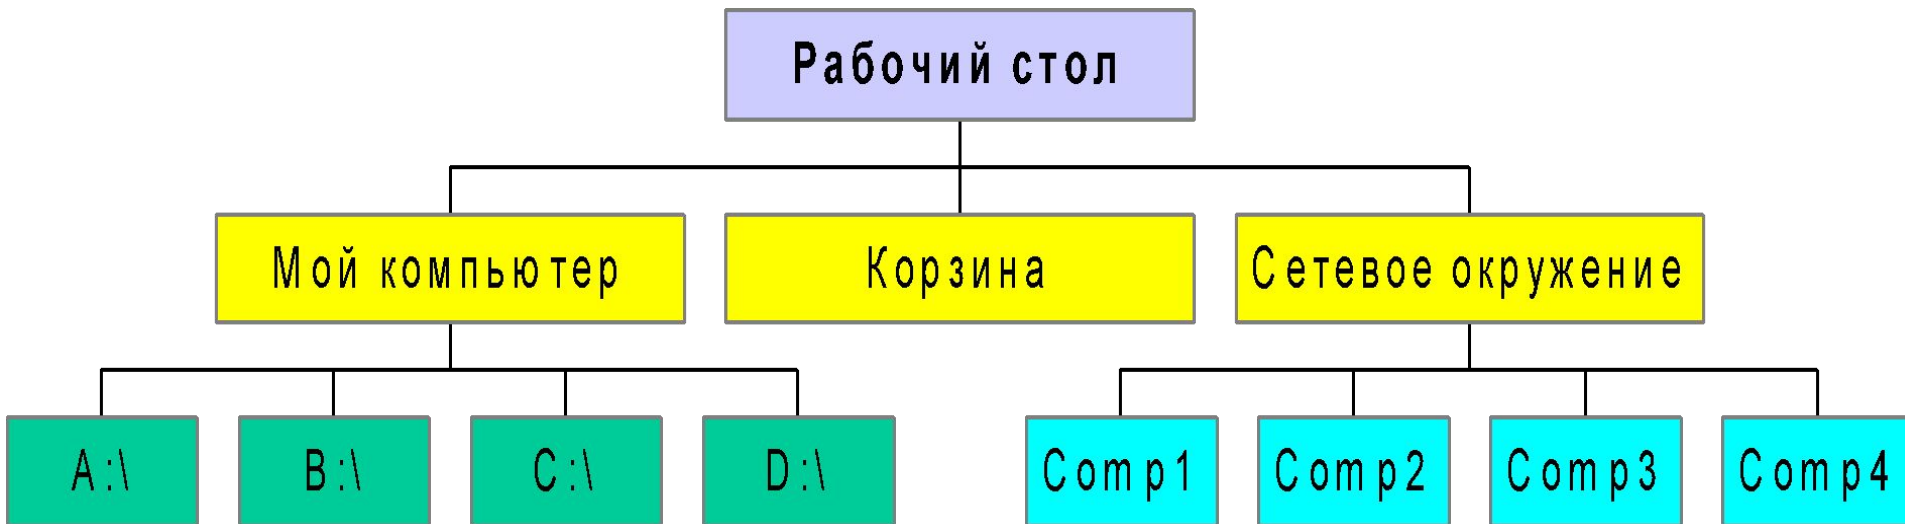 Рабочий стол
Мой компьютер
Корзина
Сетевое окружение
A:\
B:\
C:\
D:\
Comp1
Comp2
Comp3
Comp4